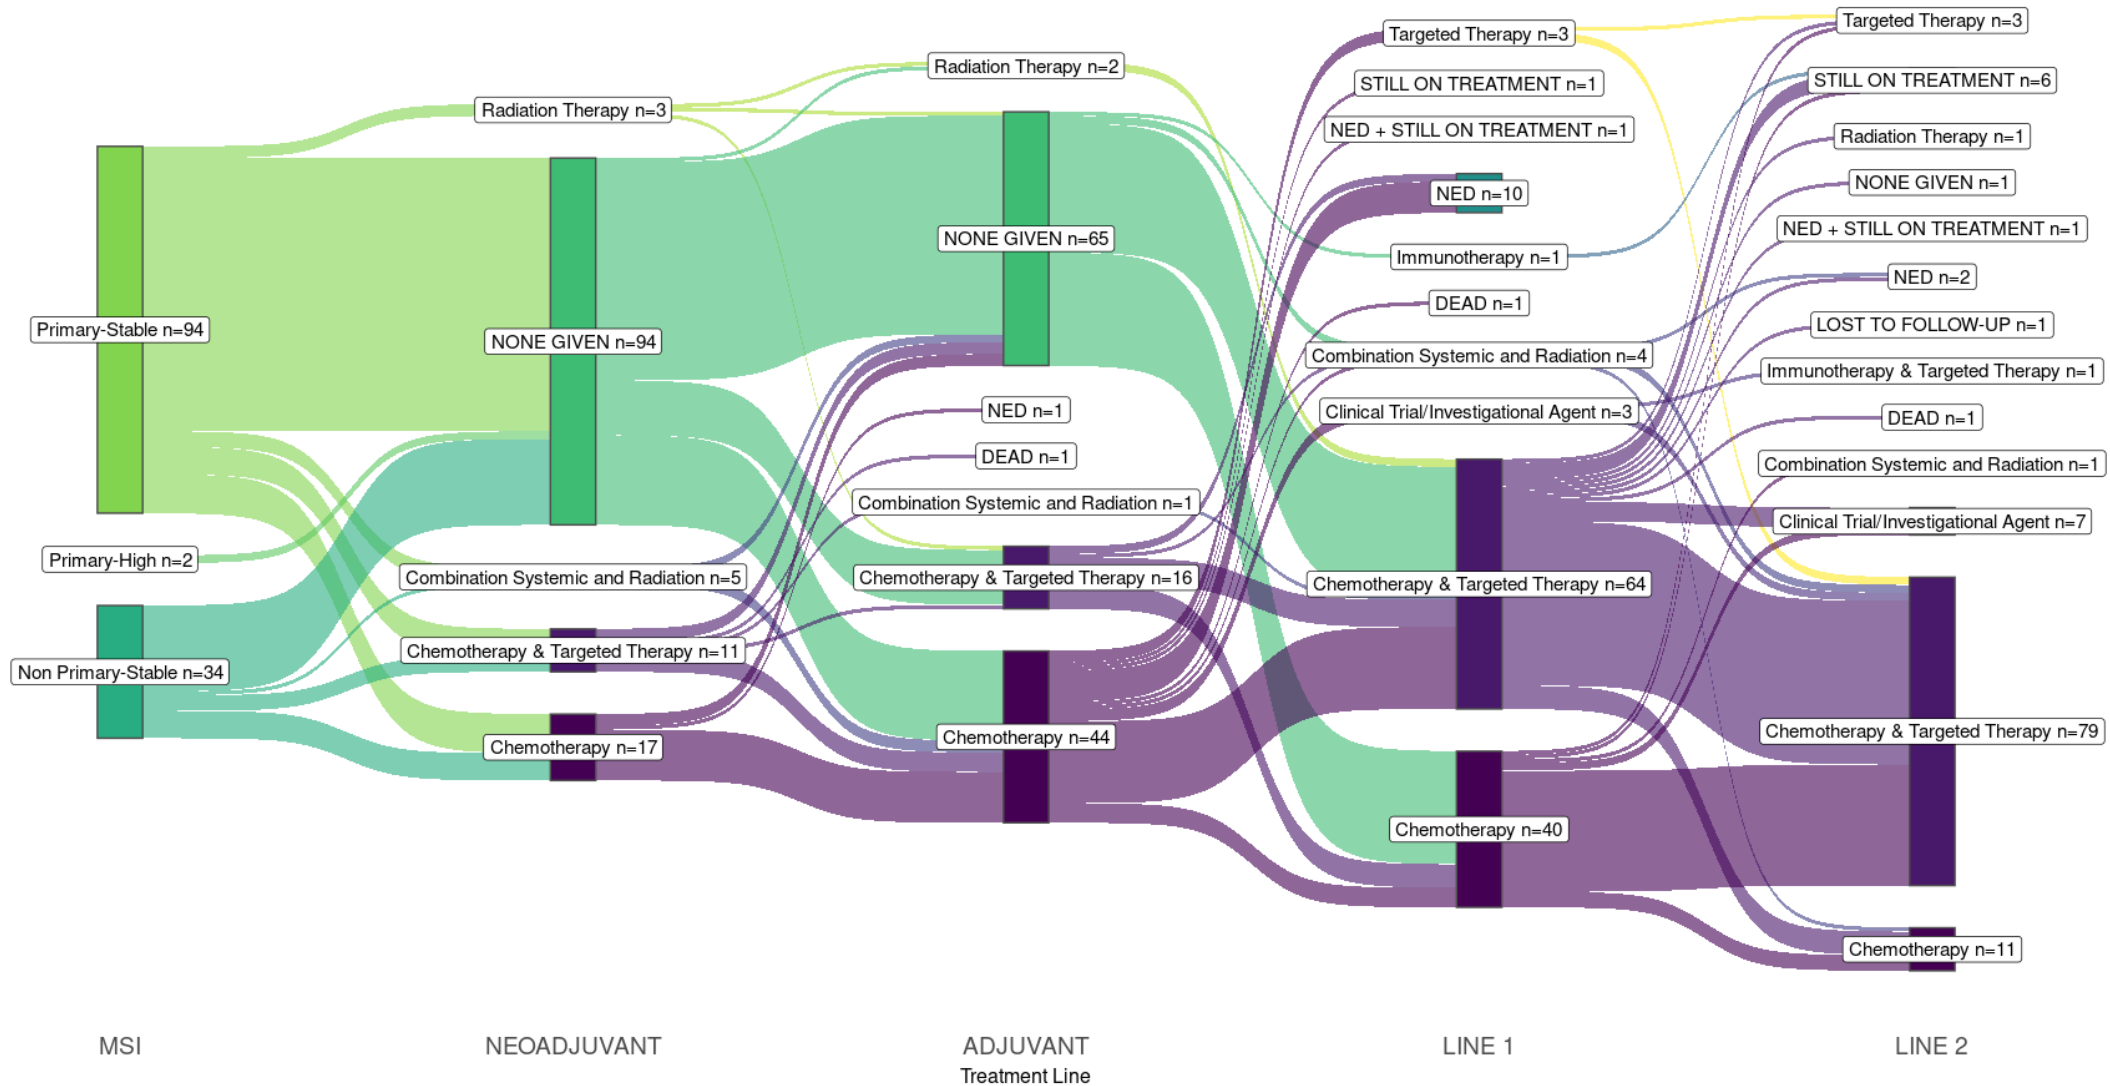 Primary-Stable n=94
Primary-High n=2
Non Primary-Stable n=34
Radiation Therapy n=3
NONE GIVEN n=94
Combination Systemic and Radiation n=5
Chemotherapy & Targeted Therapy n=11
Chemotherapy n=17
Radiation Therapy n=2
NONE GIVEN n=65
NED n=1
DEAD n=1
Combination Systemic and Radiation n=1
Chemotherapy & Targeted Therapy n=16
Chemotherapy n=44
Targeted Therapy n=3
STILL ON TREATMENT n=1
NED + STILL ON TREATMENT n=1
NED n=10
Immunotherapy n=1
DEAD n=1
Combination Systemic and Radiation n=4
Clinical Trial/Investigational Agent n=3
Chemotherapy & Targeted Therapy n=64
Chemotherapy n=40
Targeted Therapy n=3
STILL ON TREATMENT n=6
Radiation Therapy n=1
NONE GIVEN n=1
NED + STILL ON TREATMENT n=1
NED n=2
LOST TO FOLLOW-UP n=1
Immunotherapy & Targeted Therapy n=1
DEAD n=1
Combination Systemic and Radiation n=1
Clinical Trial/Investigational Agent n=7
Chemotherapy & Targeted Therapy n=79
Chemotherapy n=11
MSI
NEOADJUVANT
ADJUVANT
LINE 1
LINE 2
Treatment Line